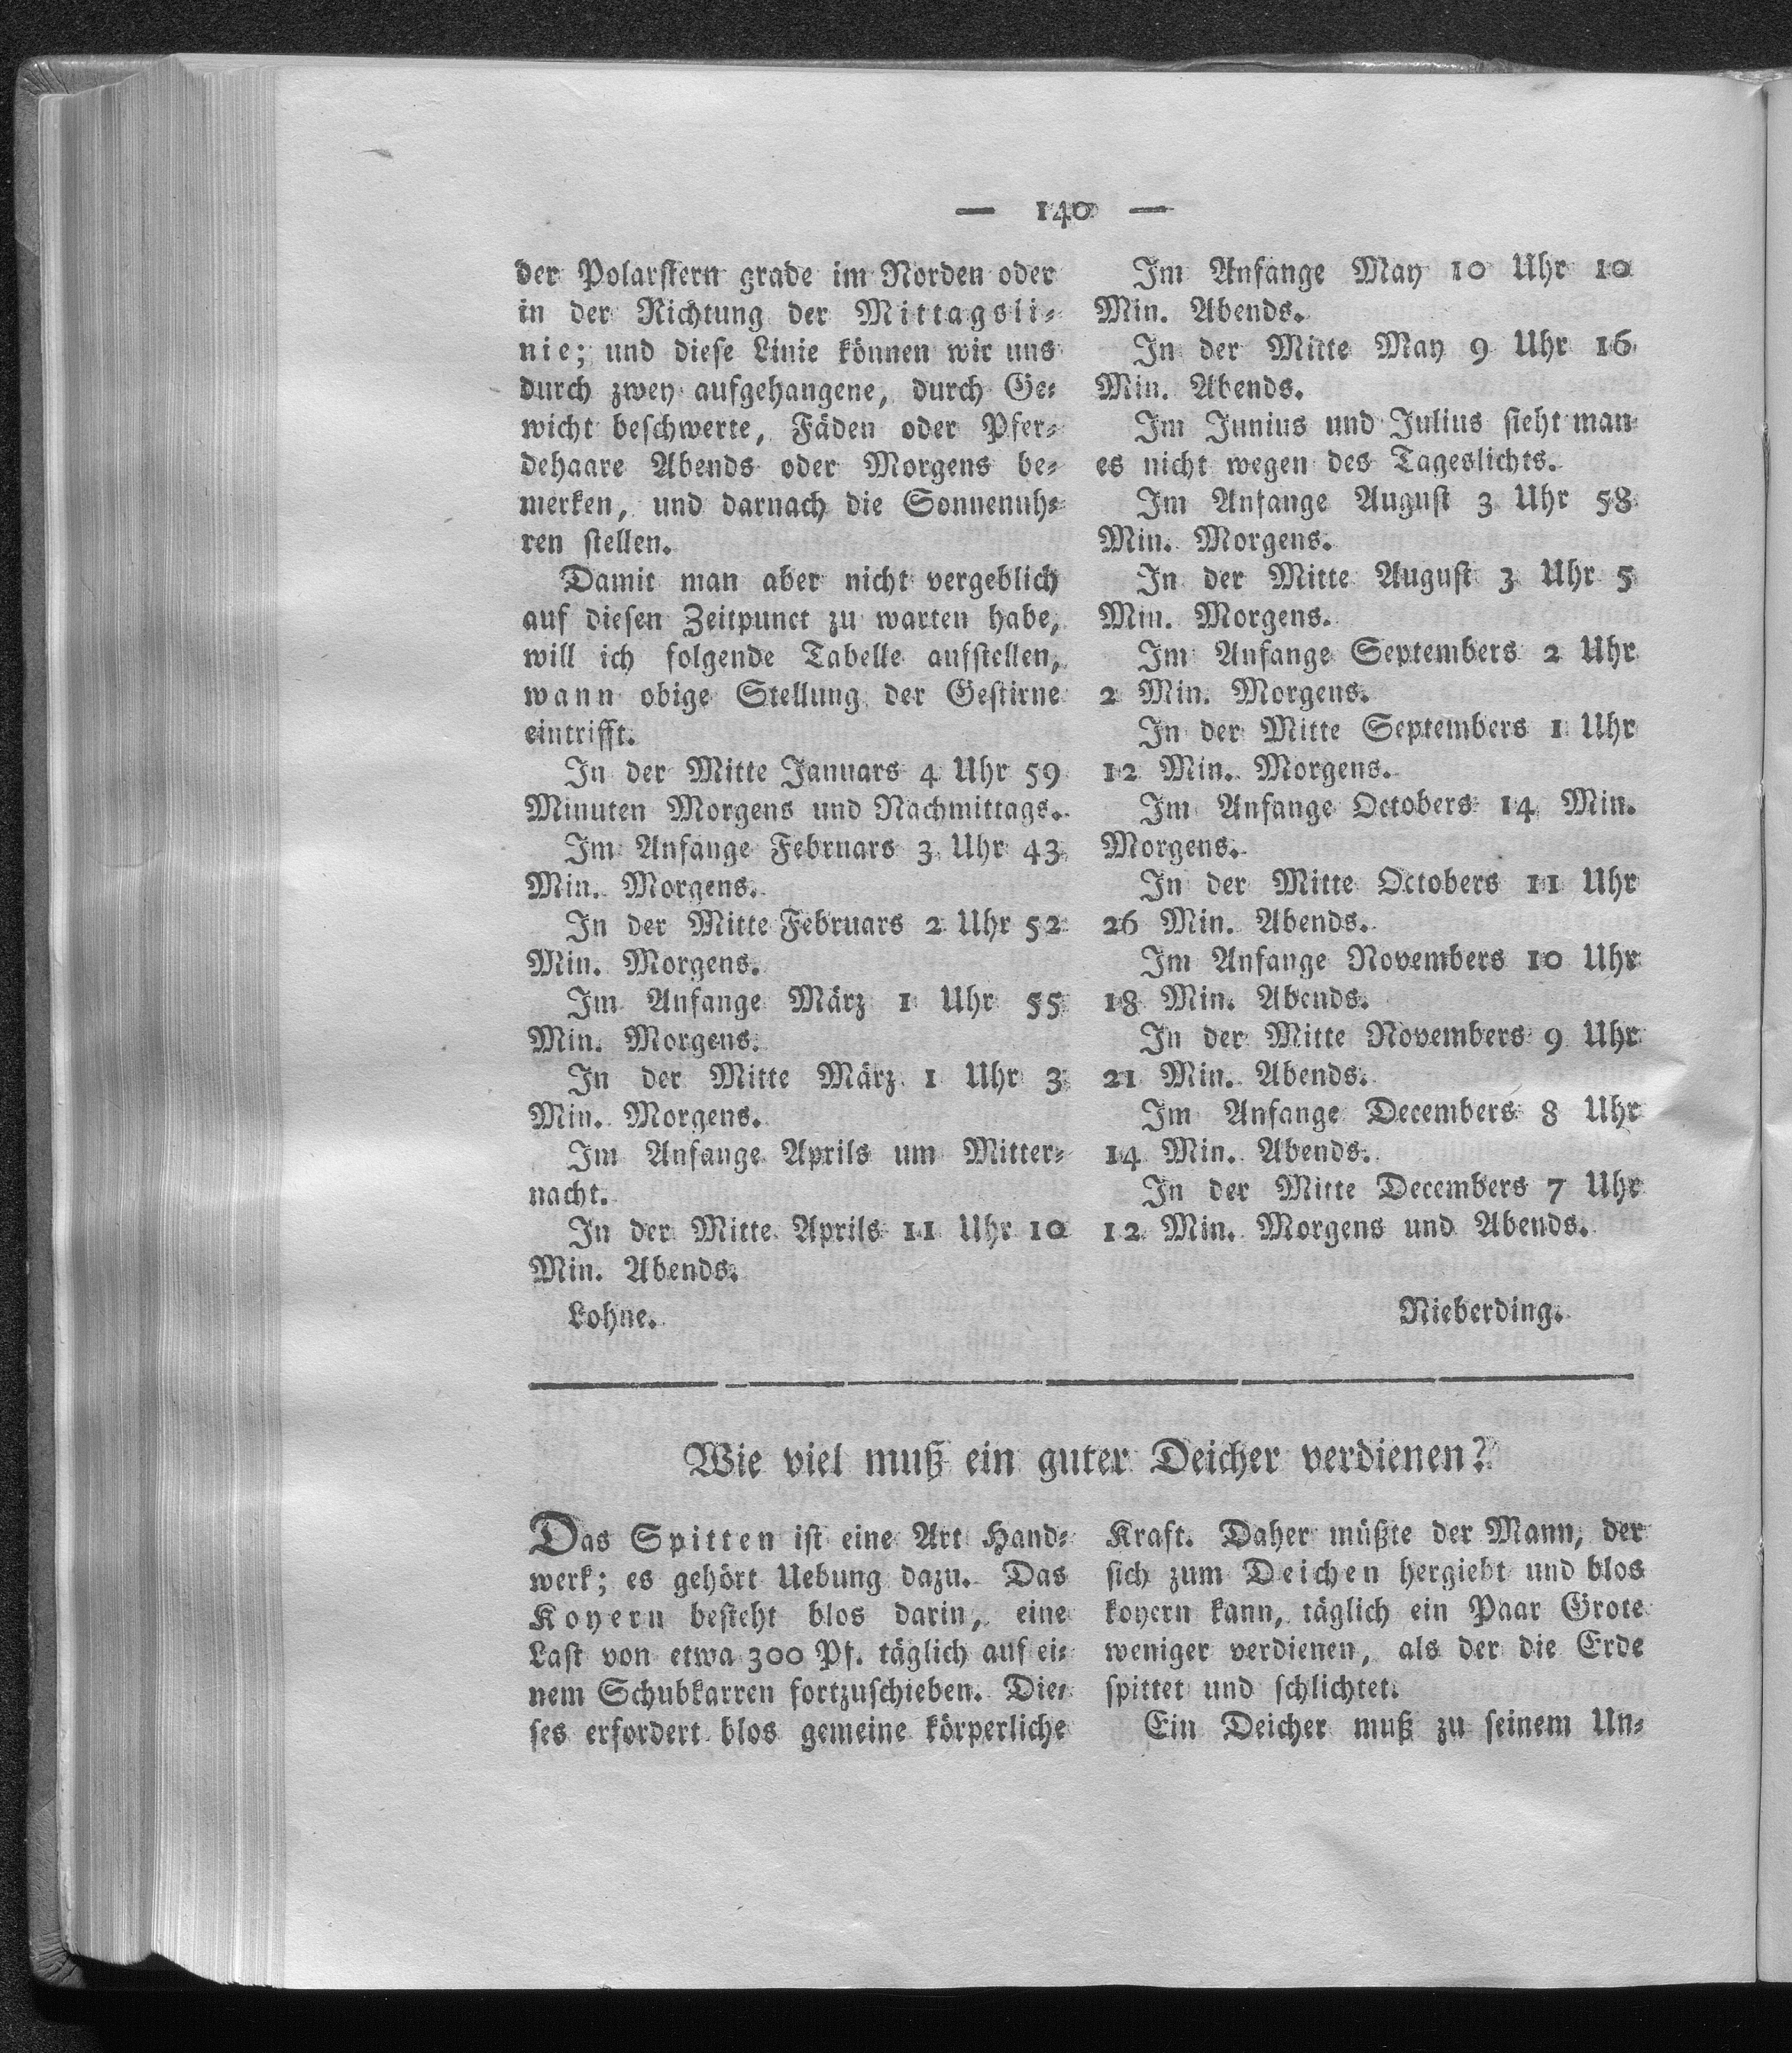 — 140 —
der Polarstern grade im Norden oder
in der Richtung der Mittagsli-
nie; und diese Linie können wir uns
durch zwey aufgehangene, durch Ge-
wicht beschwerte, Fäden oder Pfer-
dehaare Abends oder Morgens be-
merken, und darnach die Sonnenuh-
ren stellen.
Damit man aber nicht vergeblich
auf diesen Zeitpunct zu warten habe,
will ich folgende Tabelle aufstellen,
wann obige Stellung der Gestirne
eintrifft.
In der Mitte Januars 4 Uhr 59
Minuten Morgens und Nachmittags.
Im Anfange Februars 3 Uhr 43
Min. Morgens.
In der Mitte Februars 2 Uhr 52
Min. Morgens.
Im Anfange März 1 Uhr 55
Min. Morgens.
In der Mitte März 1 Uhr 3
Min. Morgens.
Im Anfange Aprils um Mitter-
nacht.
In der Mitte Aprils 11 Uhr 10
Min. Abends.
Im Anfange May 10 Uhr 10
Min. Abends.
In der Mitte May 9 Uhr 16
Min. Abends.
Im Junius und Julius sieht man
es nicht wegen des Tageslichts.
Im Anfange August 3 Uhr 58
Min. Morgens.
In der Mitte August 3 Uhr 5
Min. Morgens.
Im Anfange Septembers 2 Uhr
2 Min. Morgens.
In der Mitte Septembers 1 Uhr
12 Min. Morgens.
Im Anfange Octobers 14 Min.
Morgens.
In der Mitte Octobers 11 Uhr
26 Min. Abends.
Im Anfange Novembers 10 Uhr
18 Min. Abends.
In der Mitte Novembers 9 Uhr
21 Min. Abends.
Im Anfange Decembers 8 Uhr
14 Min. Abends.
In der Mitte Decembers 7 Uhr
12 Min. Morgens und Abends.
Lohne. Nieberding.
Wie viel muß ein guter Deicher verdienen?
Das Spitten ist eine Art Hand-
werk; es gehört Uebung dazu. Das
Koyern besteht blos darin, eine
Last von etwa 300 Pf. täglich auf ei-
nem Schubkarren fortzuschieben. Die-
ses erfordert blos gemeine körperliche
Kraft. Daher müßte der Mann, der
sich zum Deichen hergiebt und blos
koyern kann, täglich ein Paar Grote
weniger verdienen, als der die Erde
spittet und schlichtet.
Ein Deicher muß zu seinem Un-